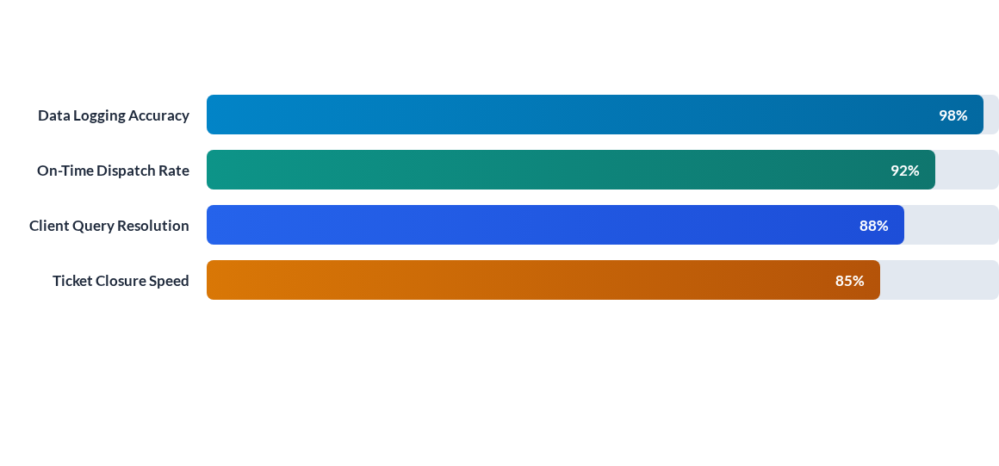 Data Logging Accuracy 98%
On-Time Dispatch Rate 92%
Client Query Resolution 88%
Ticket Closure Speed 85%